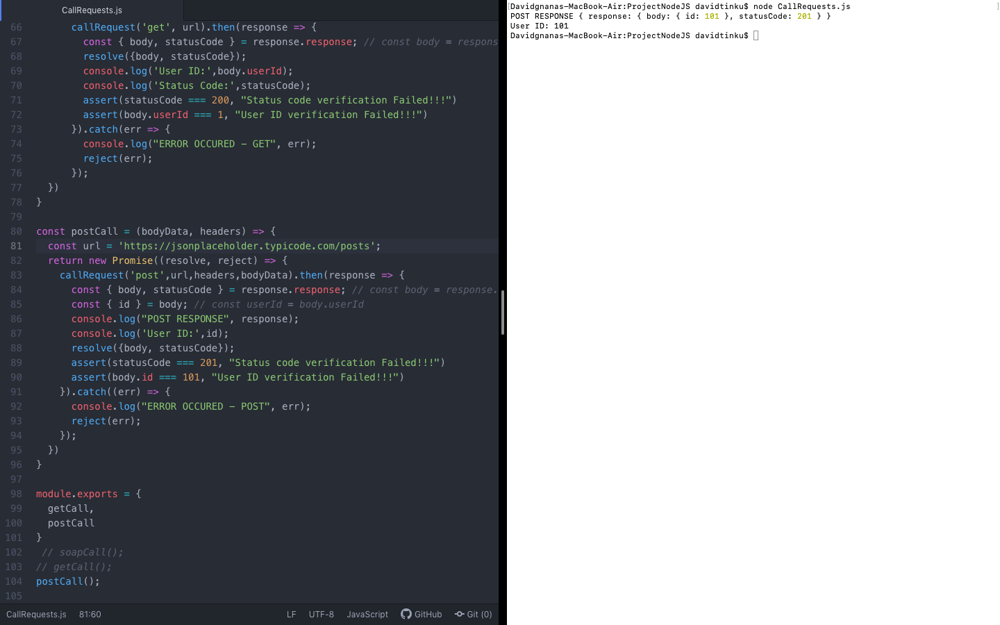 CallRequests.js
66 callRequest('get', url).then(response => {
67 const { body, statusCode } = response.response; // const body = respons
68 resolve({body, statusCode});
69 console.log('User ID:',body.userId);
70 console.log('Status Code:',statusCode);
71 assert(statusCode === 200, "Status code verification Failed!!!")
72 assert(body.userId === 1, "User ID verification Failed!!!")
73 }).catch(err => {
74 console.log("ERROR OCCURED - GET", err);
75 reject(err);
76 });
77 })
78 }
79
80 const postCall = (bodyData, headers) => {
81 const url = 'https://jsonplaceholder.typicode.com/posts';
82 return new Promise((resolve, reject) => {
83 callRequest('post',url,headers,bodyData).then(response => {
84 const { body, statusCode } = response.response; // const body = response.
85 const { id } = body; // const userId = body.userId
86 console.log("POST RESPONSE", response);
87 console.log('User ID:',id);
88 resolve({body, statusCode});
89 assert(statusCode === 201, "Status code verification Failed!!!")
90 assert(body.id === 101, "User ID verification Failed!!!")
91 }).catch((err) => {
92 console.log("ERROR OCCURED - POST", err);
93 reject(err);
94 });
95 })
96 }
97
98 module.exports = {
99 getCall,
100 postCall
101 }
102 // soapCall();
103 // getCall();
104 postCall();
105
CallRequests.js 81:60 LF UTF-8 JavaScript GitHub Git (0)
[Davidgnanas-MacBook-Air:ProjectNodeJS davidtinku$ node CallRequests.js ]
POST RESPONSE { response: { body: { id: 101 }, statusCode: 201 } }
User ID: 101
Davidgnanas-MacBook-Air:ProjectNodeJS davidtinku$